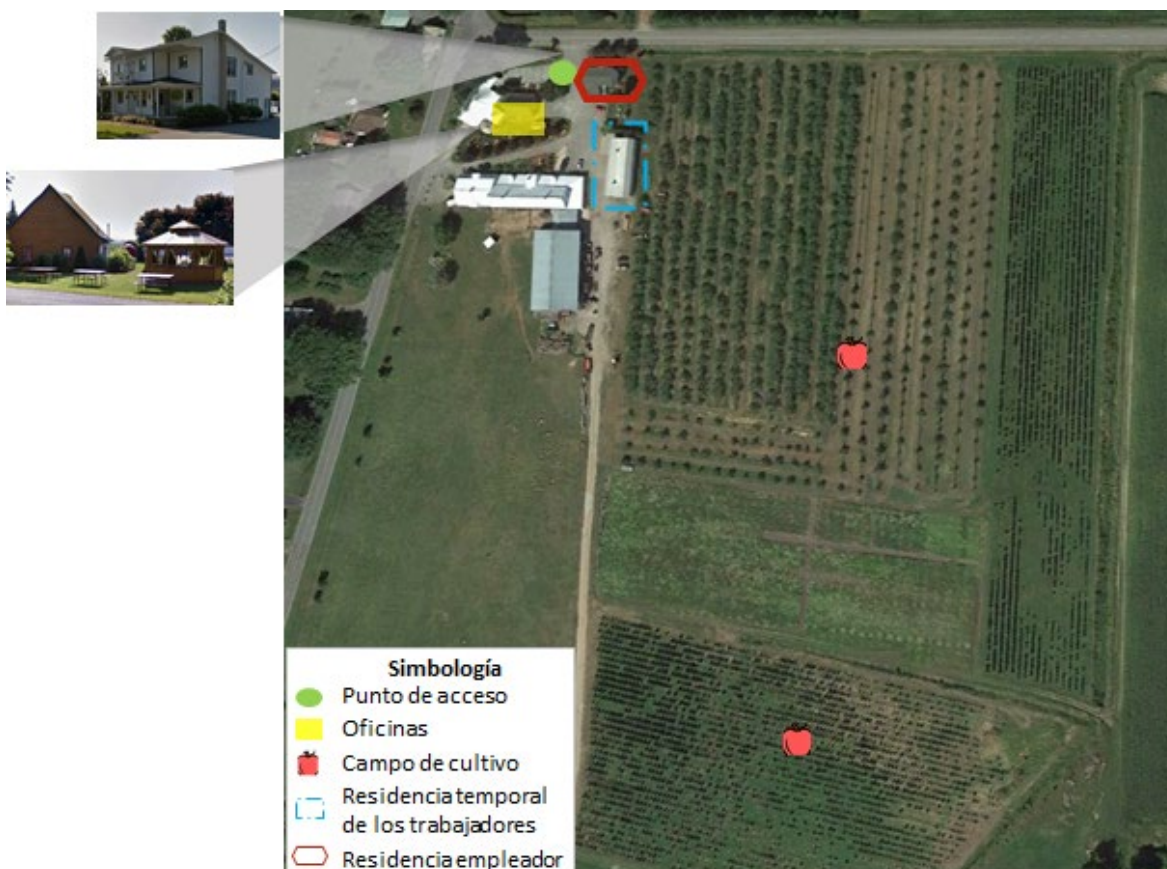 Simbología
Punto de acceso
Oficinas
Campo de cultivo
Residencia temporal
de los trabajadores
Residencia empleador